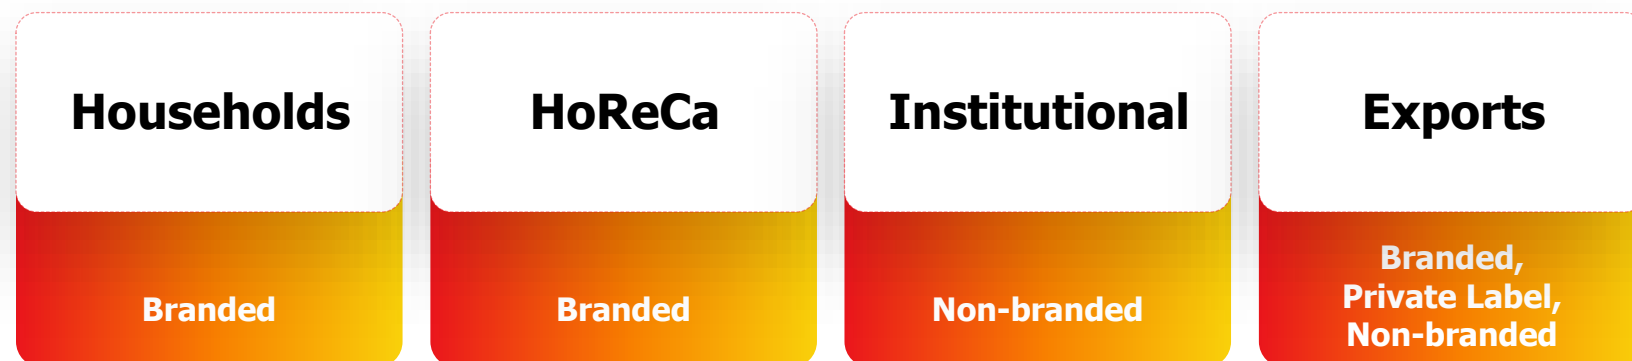 Households
Branded
HoReCa
Branded
Institutional
Non-branded
Exports
Branded,
Private Label,
Non-branded